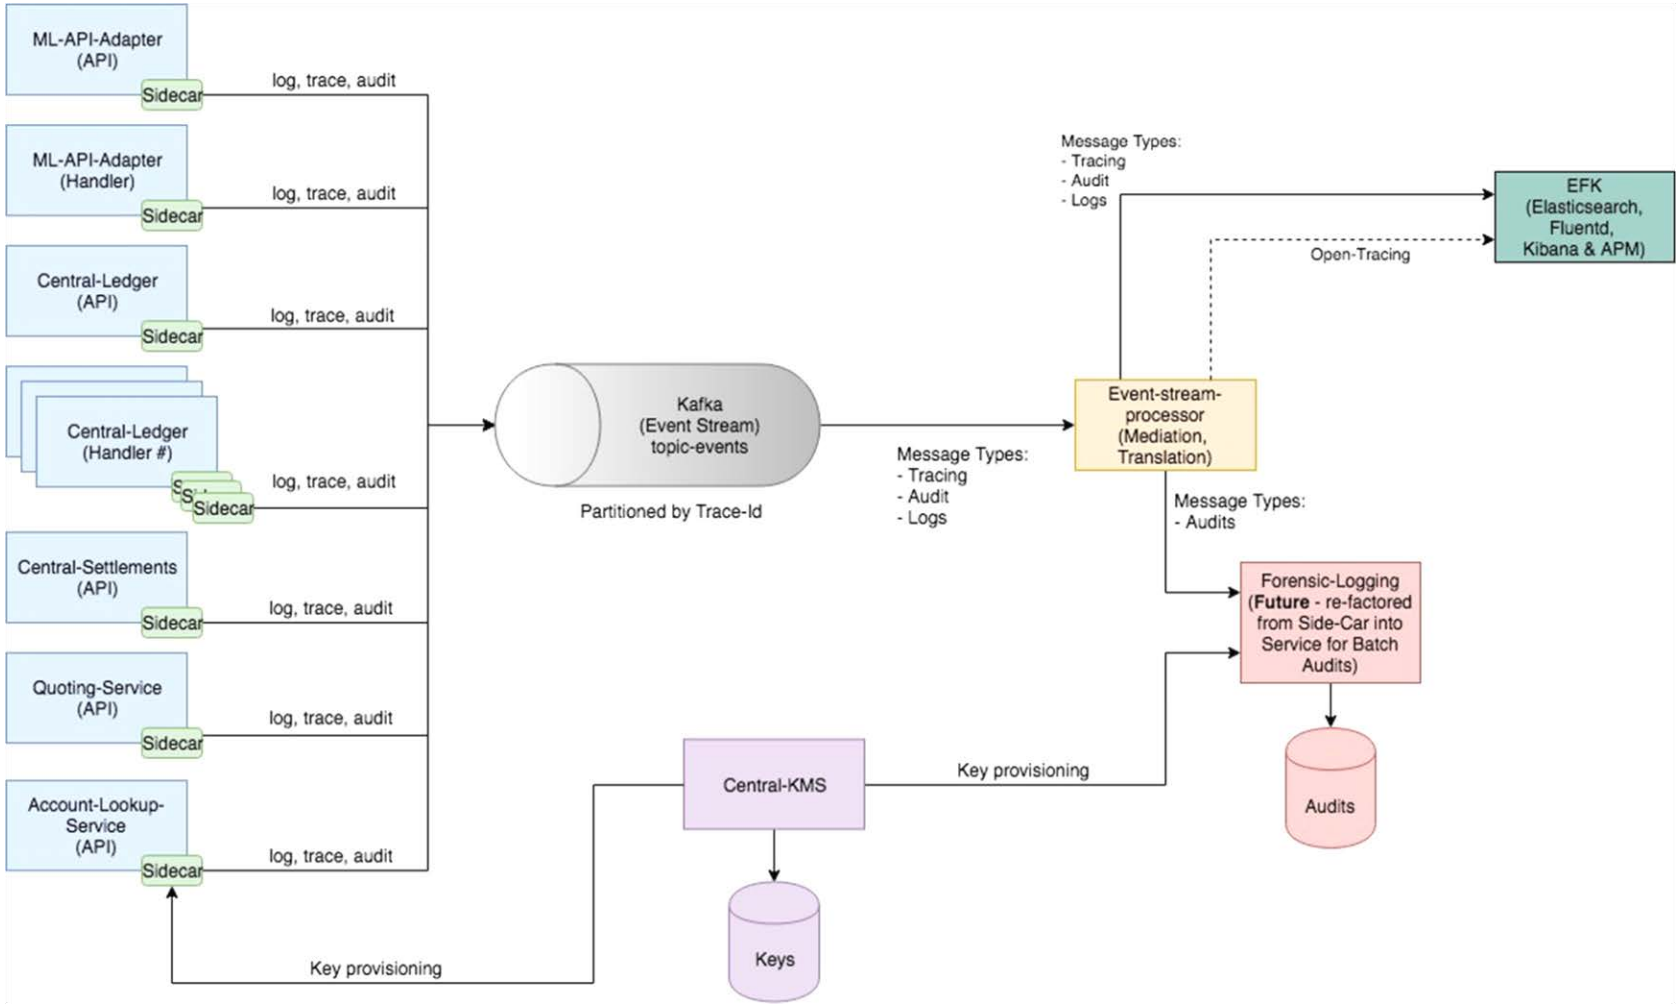 ML-API-Adapter
(API)
Sidecar
log, trace, audit
ML-API-Adapter
(Handler)
Sidecar
log, trace, audit
Central-Ledger
(API)
Sidecar
log, trace, audit
Central-Ledger
(Handler #)
Sidecar
log, trace, audit
Central-Settlements
(API)
Sidecar
log, trace, audit
Quoting-Service
(API)
Sidecar
log, trace, audit
Account-Lookup-
Service
(API)
Sidecar
log, trace, audit
Key provisioning
Kafka
(Event Stream)
topic-events
Partitioned by Trace-Id
Message Types:
- Tracing
- Audit
- Logs
Event-stream-
processor
(Mediation,
Translation)
Message Types:
- Tracing
- Audit
- Logs
Open-Tracing
EFK
(Elasticsearch,
Fluentd,
Kibana & APM)
Message Types:
- Audits
Forensic-Logging
(Future - re-factored
from Side-Car into
Service for Batch
Audits)
Audits
Central-KMS
Key provisioning
Keys